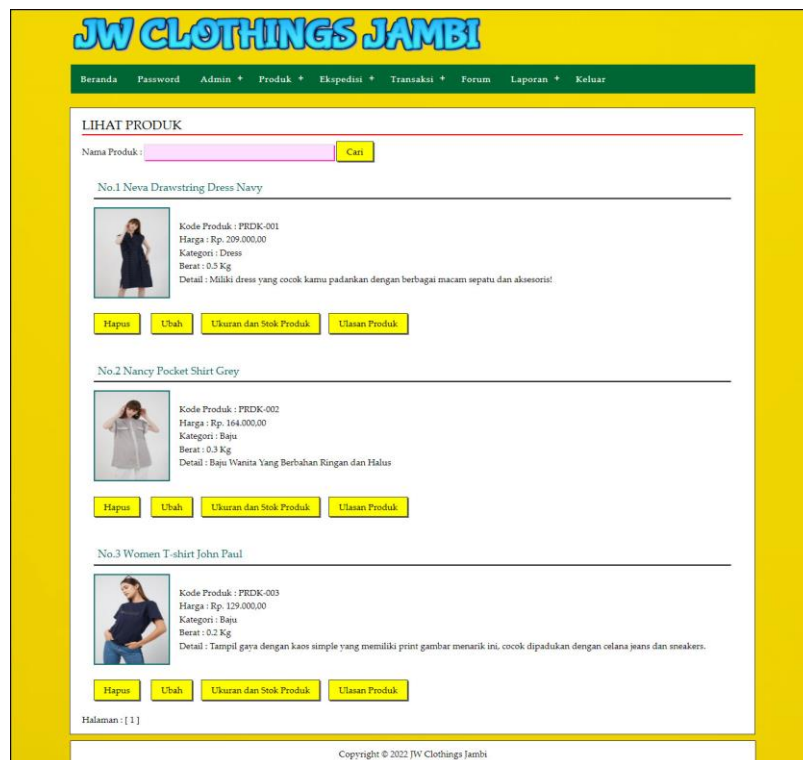 JW CLOTHINGS JAMBI
Beranda Password Admin + Produk + Ekspedisi + Transaksi + Forum Laporan + Keluar
LIHAT PRODUK
Nama Produk : Cari
No.1 Neva Drawstring Dress Navy
Kode Produk : PRDK-001
Harga : Rp. 209.000,00
Kategori : Dress
Berat : 0.5 Kg
Detail : Miliki dress yang cocok kamu padankan dengan berbagai macam sepatu dan aksesoris!
Hapus Ubah Ukuran dan Stok Produk Ulasan Produk
No.2 Nancy Pocket Shirt Grey
Kode Produk : PRDK-002
Harga : Rp. 164.000,00
Kategori : Baju
Berat : 0.3 Kg
Detail : Baju Wanita Yang Berbahan Ringan dan Halus
Hapus Ubah Ukuran dan Stok Produk Ulasan Produk
No.3 Women T-shirt John Paul
Kode Produk : PRDK-003
Harga : Rp. 129.000,00
Kategori : Baju
Berat : 0.2 Kg
Detail : Tampil gaya dengan kaos simple yang memiliki print gambar menarik ini, cocok dipadukan dengan celana jeans dan sneakers.
Hapus Ubah Ukuran dan Stok Produk Ulasan Produk
Halaman : [ 1 ]
Copyright © 2022 JW Clothings Jambi